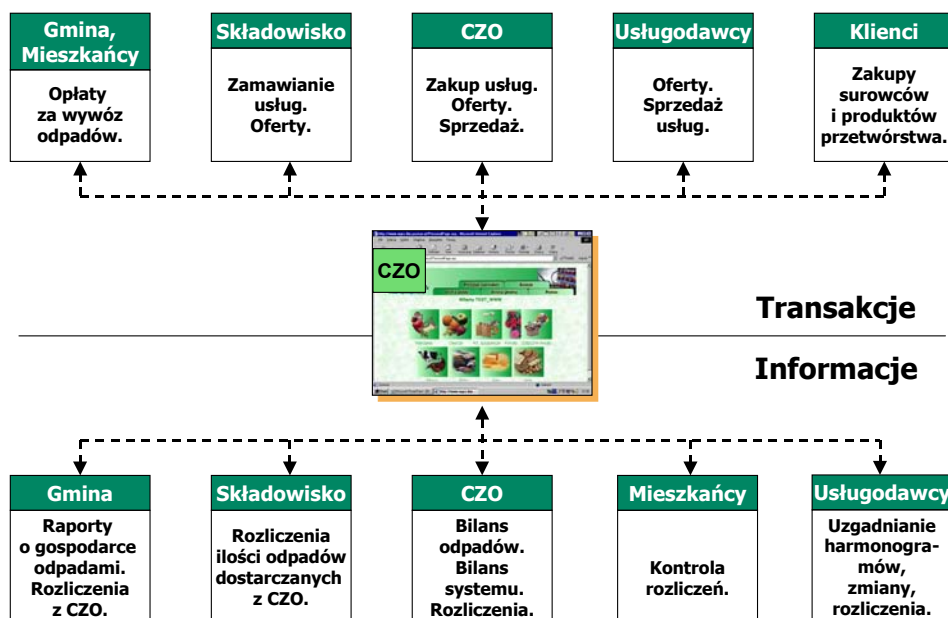 Gmina,
Mieszkańcy
Opłaty
za wywóz
odpadów.
Składowisko
Zamawianie
usług.
Oferty.
CZO
Zakup usług.
Oferty.
Sprzedaż.
Usługodawcy
Oferty.
Sprzedaż
usług.
Klienci
Zakupy
surowców
i produktów
przetwórstwa.
CZO
Transakcje
Informacje
Gmina
Raporty
o gospodarce
odpadami.
Rozliczenia
z CZO.
Składowisko
Rozliczenia
ilości odpadów
dostarczanych
z CZO.
CZO
Bilans
odpadów.
Bilans
systemu.
Rozliczenia.
Mieszkańcy
Kontrola
rozliczeń.
Usługodawcy
Uzgadnianie
harmonogra-
mów,
zmiany,
rozliczenia.